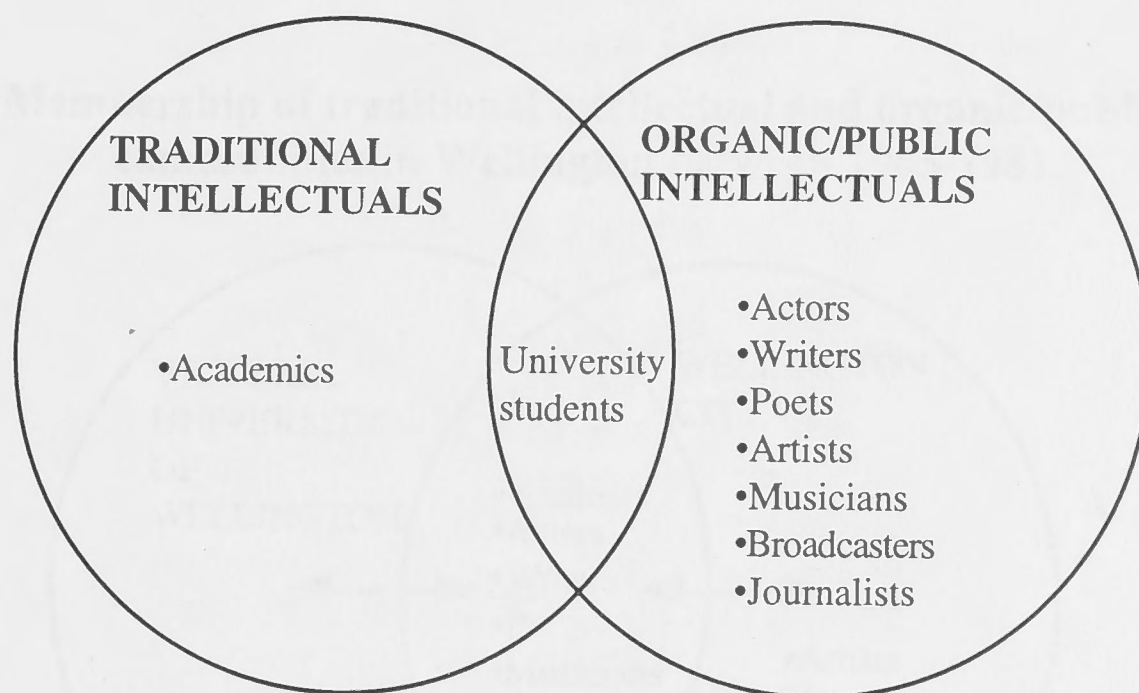 TRADITIONAL
INTELLECTUALS
•Academics
University
students
ORGANIC/PUBLIC
INTELLECTUALS
•Actors
•Writers
•Poets
•Artists
•Musicians
•Broadcasters
•Journalists